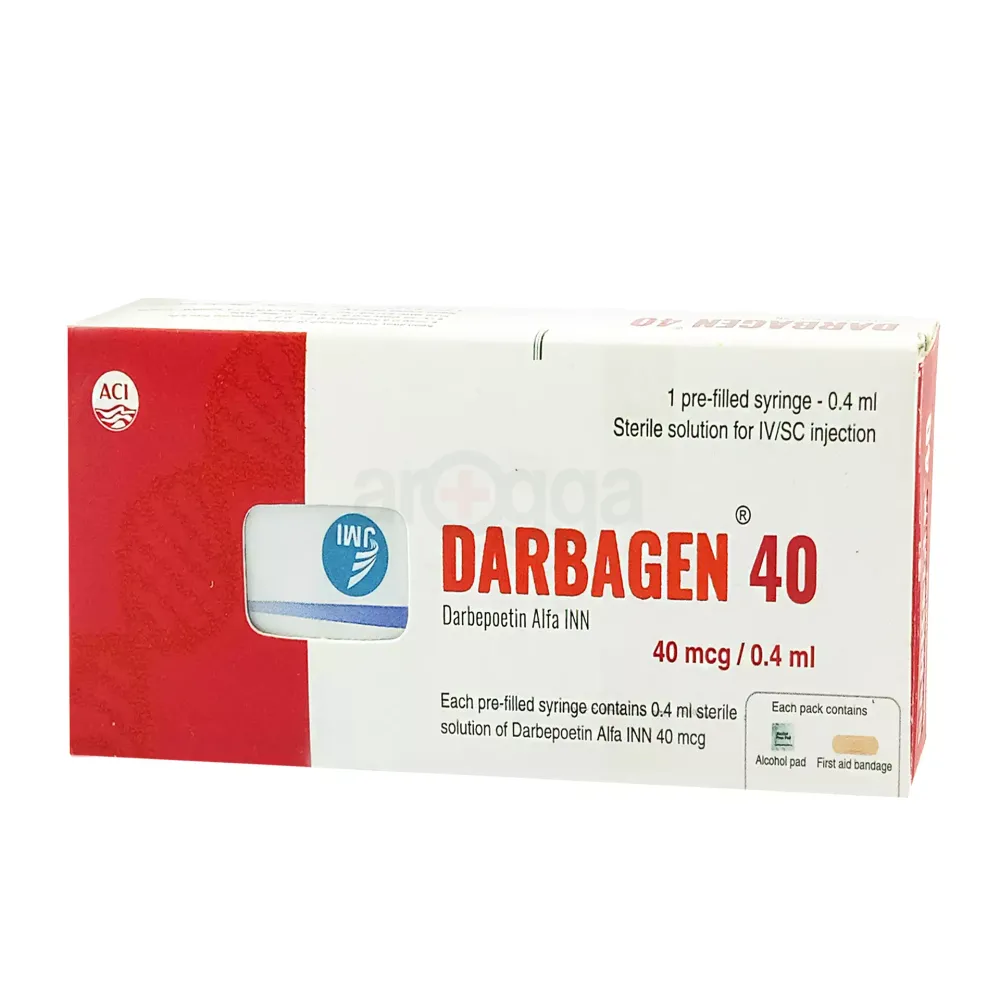 DARBAGEN 40
ACI
1 pre-filled syringe - 0.4 ml
Sterile solution for IV/SC injection
arogga
JMI
DARBAGEN® 40
Darbepoetin Alfa INN
40 mcg / 0.4 ml
Each pre-filled syringe contains 0.4 ml sterile
solution of Darbepoetin Alfa INN 40 mcg
Each pack contains
Alcohol pad
First aid bandage